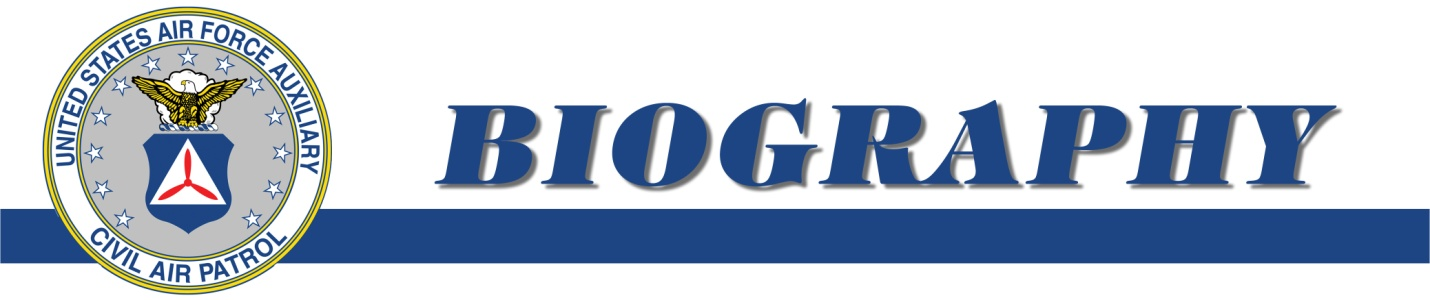 UNITED STATES AIR FORCE AUXILIARY
CIVIL AIR PATROL
BIOGRAPHY